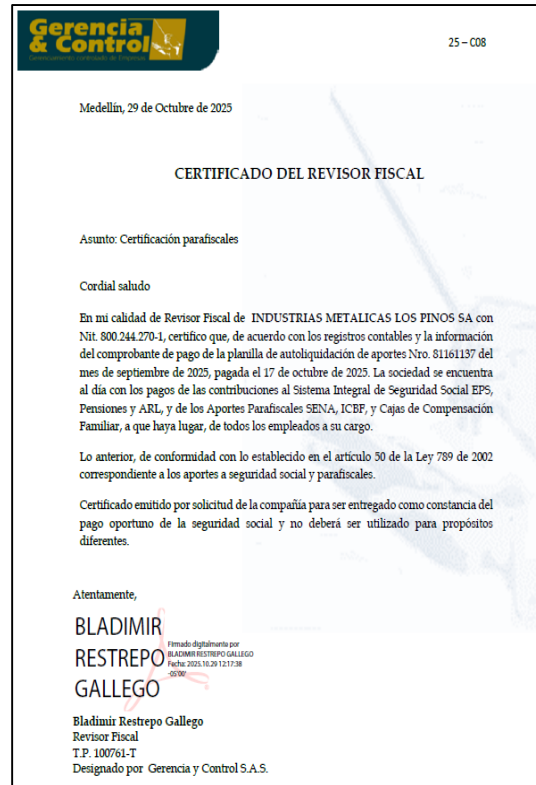 Gerencia
& Control
Gerenciamiento controlado de Empresas
25 – C08
Medellín, 29 de Octubre de 2025
CERTIFICADO DEL REVISOR FISCAL
Asunto: Certificación parafiscales
Cordial saludo
En mi calidad de Revisor Fiscal de INDUSTRIAS METALICAS LOS PINOS SA con
Nit. 800.244.270-1, certifico que, de acuerdo con los registros contables y la información
del comprobante de pago de la planilla de autoliquidación de aportes Nro. 81161137 del
mes de septiembre de 2025, pagada el 17 de octubre de 2025. La sociedad se encuentra
al día con los pagos de las contribuciones al Sistema Integral de Seguridad Social EPS,
Pensiones y ARL, y de los Aportes Parafiscales SENA, ICBF, y Cajas de Compensación
Familiar, a que haya lugar, de todos los empleados a su cargo.
Lo anterior, de conformidad con lo establecido en el artículo 50 de la Ley 789 de 2002
correspondiente a los aportes a seguridad social y parafiscales.
Certificado emitido por solicitud de la compañía para ser entregado como constancia del
pago oportuno de la seguridad social y no deberá ser utilizado para propósitos
diferentes.
Atentamente,
BLADIMIR
RESTREPO
GALLEGO
Firmado digitalmente por
BLADIMIR RESTREPO GALLEGO
Fecha: 2025.10.29 12:17:38
-05'00'
Bladimir Restrepo Gallego
Revisor Fiscal
T.P. 100761-T
Designado por Gerencia y Control S.A.S.